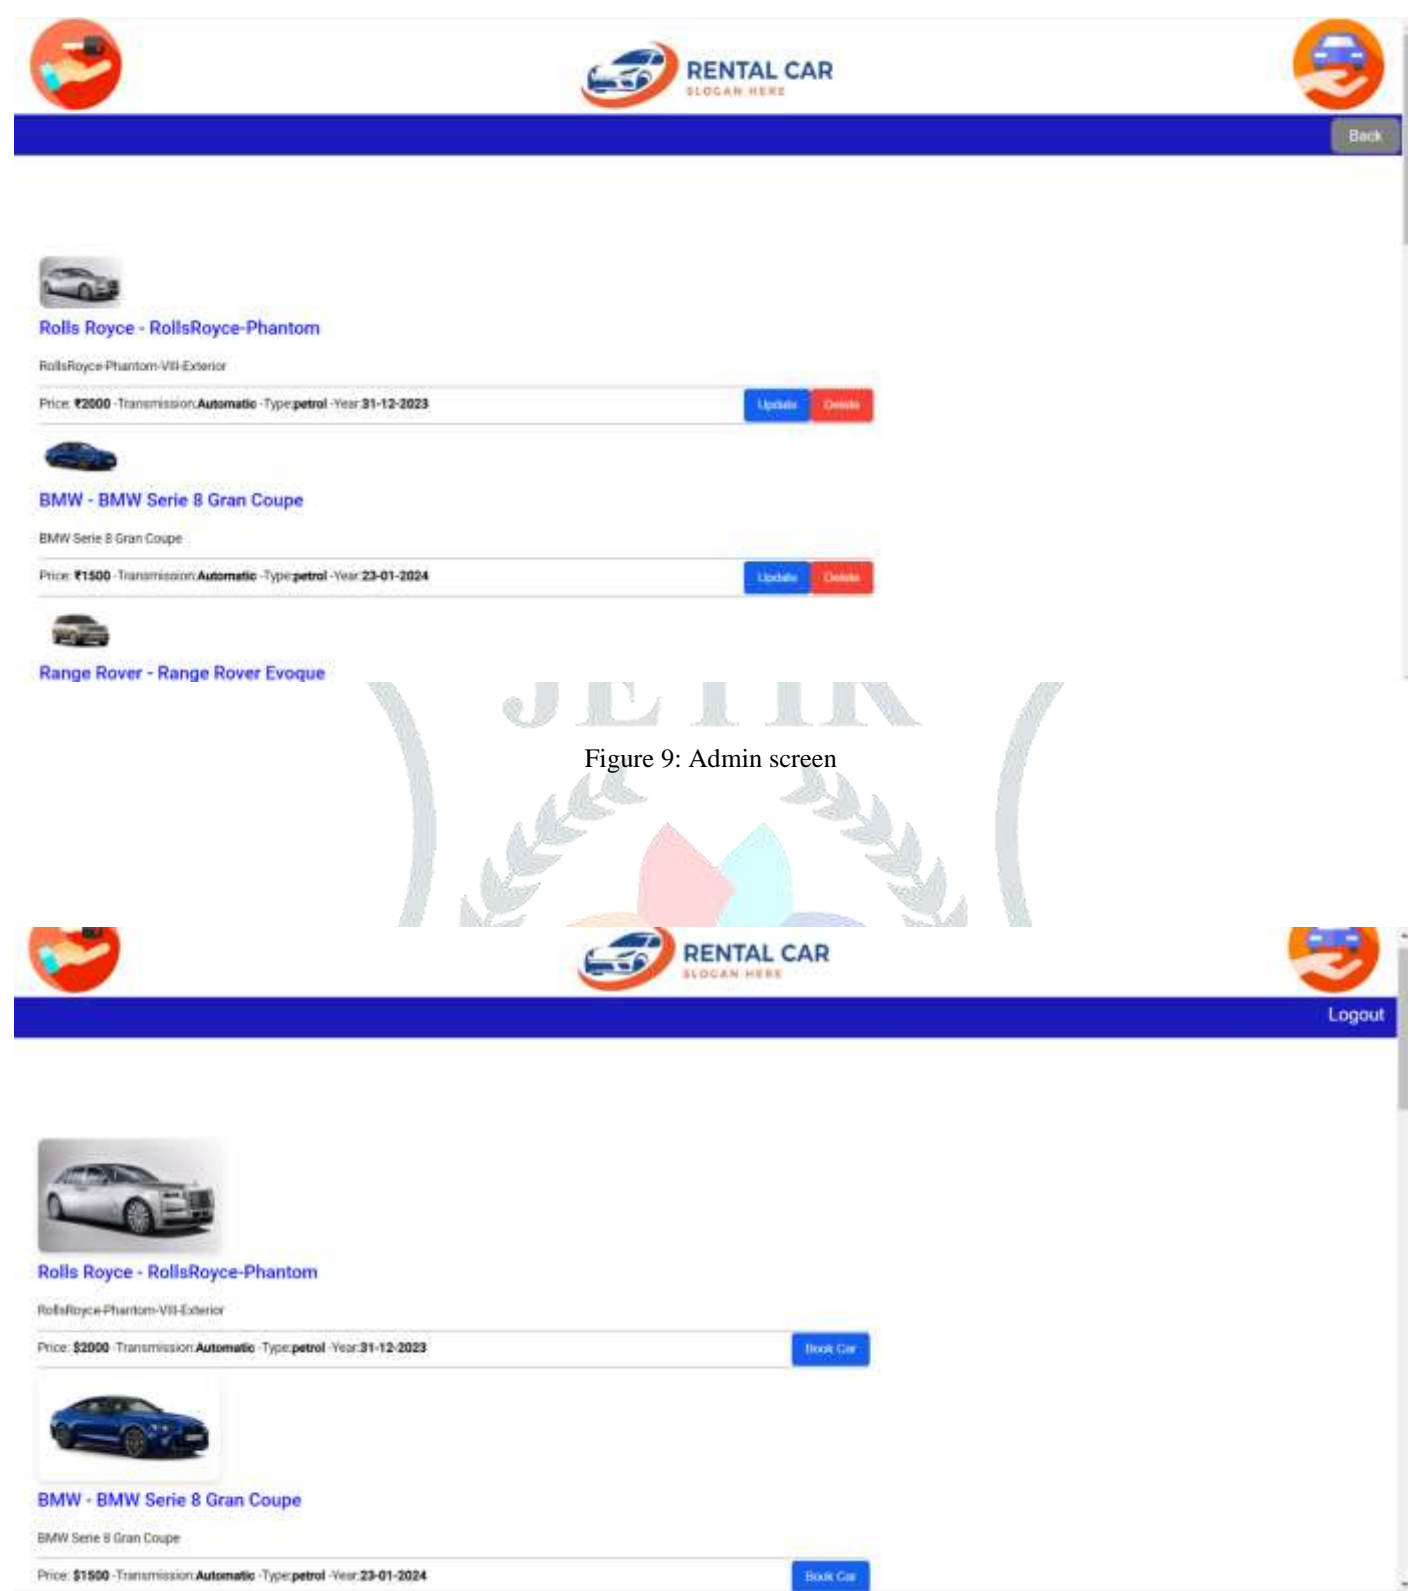 RENTAL CAR
SLOGAN HERE
Back
Rolls Royce - RollsRoyce-Phantom
RollsRoyce-Phantom-VIII-Exterior
Price: ₹2000 -Transmission:Automatic -Type:petrol -Year:31-12-2023
Update Delete
BMW - BMW Serie 8 Gran Coupe
BMW Serie 8 Gran Coupe
Price: ₹1500 -Transmission:Automatic -Type:petrol -Year:23-01-2024
Update Delete
Range Rover - Range Rover Evoque
JETIR
Figure 9: Admin screen
RENTAL CAR
SLOGAN HERE
Logout
Rolls Royce - RollsRoyce-Phantom
RollsRoyce-Phantom-VIII-Exterior
Price: $2000 -Transmission:Automatic -Type:petrol -Year:31-12-2023
Book Car
BMW - BMW Serie 8 Gran Coupe
BMW Serie 8 Gran Coupe
Price: $1500 -Transmission:Automatic -Type:petrol -Year:23-01-2024
Book Car